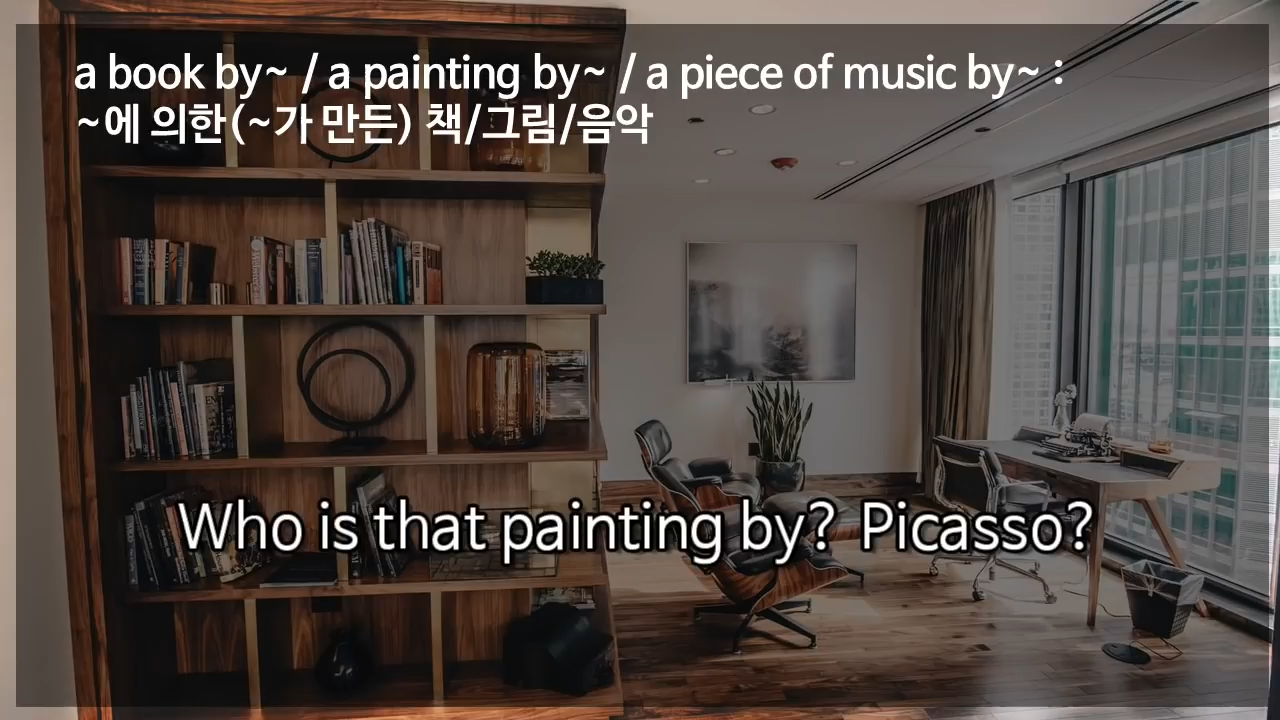 a book by~ / a painting by~ / a piece of music by~ :
~에 의한(~가 만든) 책/그림/음악
Who is that painting by? Picasso?